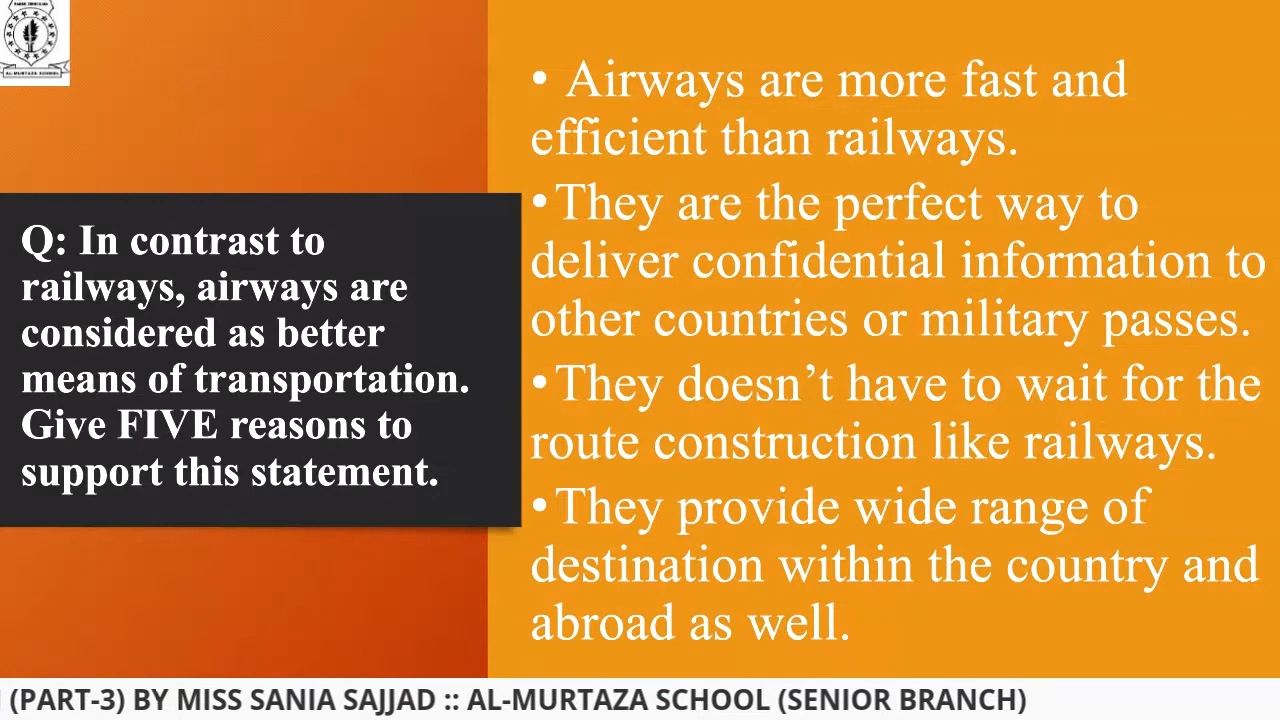 AL-MURTAZA SCHOOL
Q: In contrast to
railways, airways are
considered as better
means of transportation.
Give FIVE reasons to
support this statement.
• Airways are more fast and
efficient than railways.
•They are the perfect way to
deliver confidential information to
other countries or military passes.
•They doesn’t have to wait for the
route construction like railways.
•They provide wide range of
destination within the country and
abroad as well.
(PART-3) BY MISS SANIA SAJJAD :: AL-MURTAZA SCHOOL (SENIOR BRANCH)